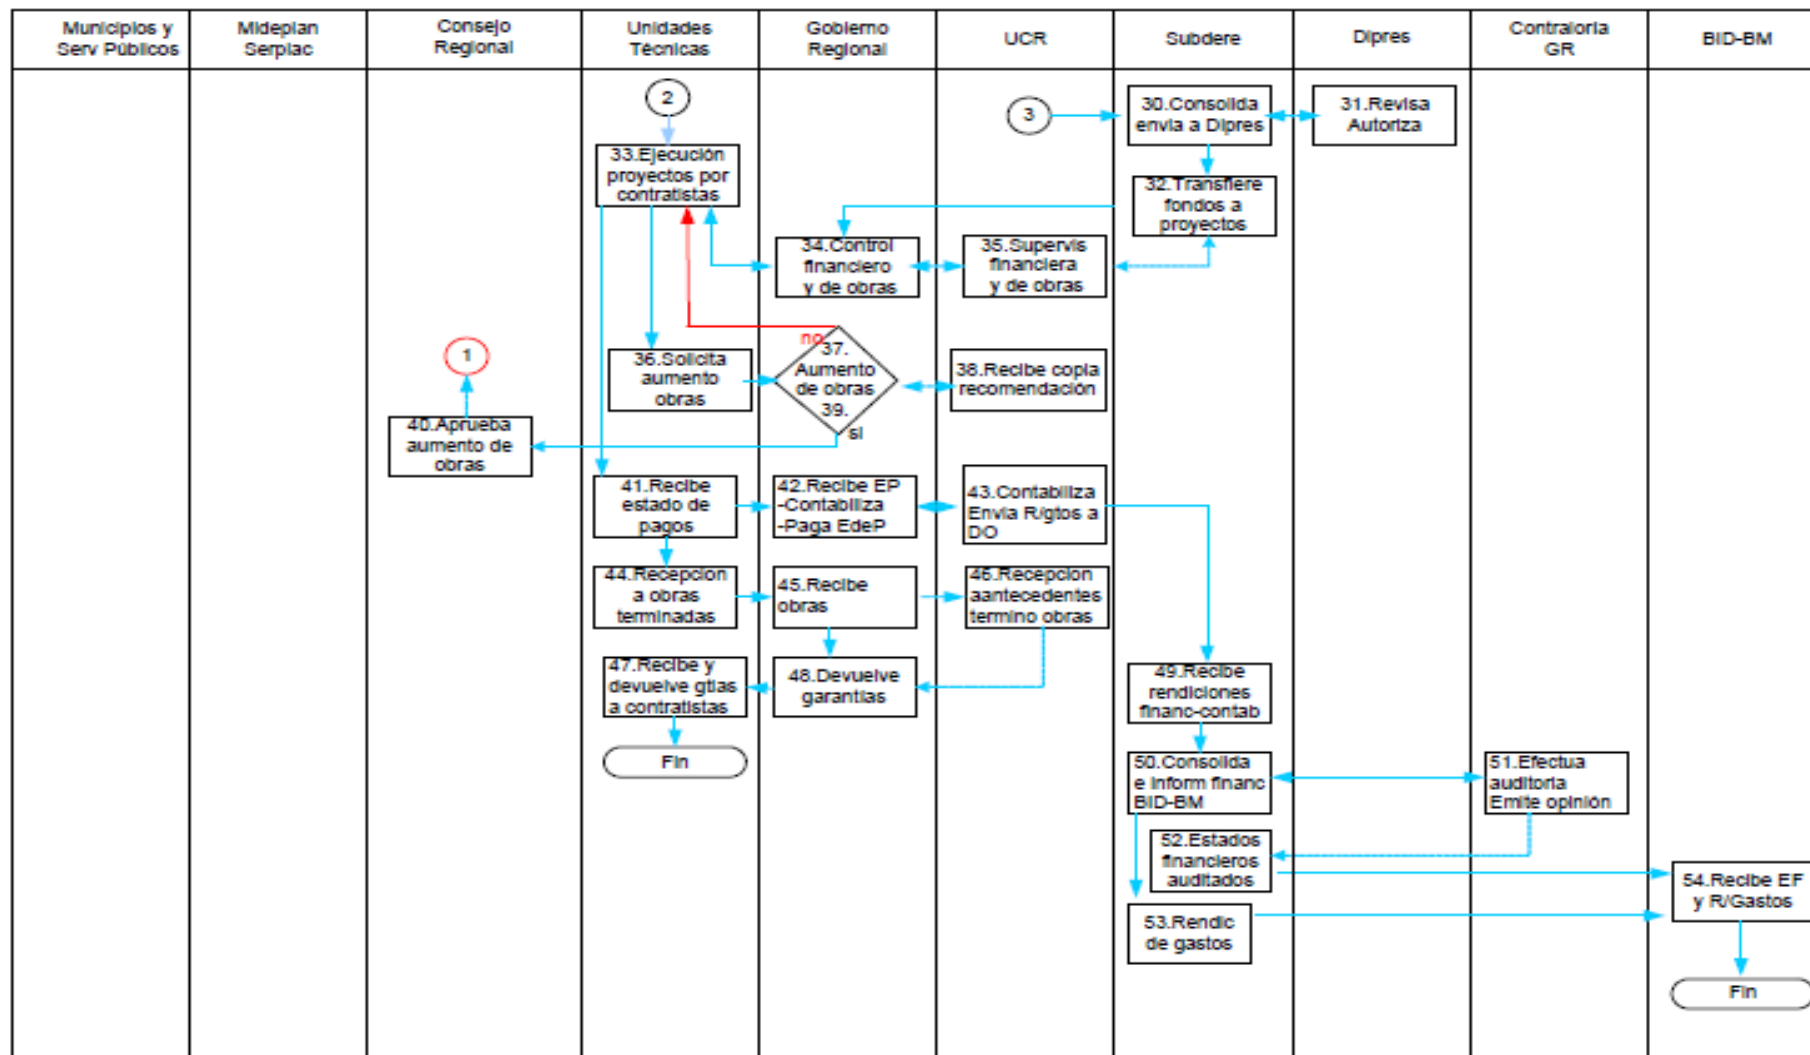 Municipios y
Serv Públicos
Mideplan
Serplac
Consejo
Regional
Unidades
Técnicas
Gobierno
Regional
UCR
Subdere
Dipres
Contraloria
GR
BID-BM
2
3
30.Consolida
envia a Dipres
31.Revisa
Autoriza
33.Ejecución
proyectos por
contratistas
32.Transfiere
fondos a
proyectos
34.Control
financiero
y de obras
35.Supervis
financiera
y de obras
1
36.Solicita
aumento
obras
no
37.
Aumento
de obras
39.
si
38.Recibe copia
recomendación
40.Aprueba
aumento de
obras
41.Recibe
estado de
pagos
42.Recibe EP
-Contabiliza
-Paga EdeP
43.Contabiliza
Envia R/gtos a
DO
44.Recepcion
a obras
terminadas
45.Recibe
obras
46.Recepcion
aantecedentes
termino obras
47.Recibe y
devuelve gtias
a contratistas
48.Devuelve
garantias
49.Recibe
rendiciones
financ-contab
Fin
50.Consolida
e inform financ
BID-BM
51.Efectua
auditoria
Emite opinión
52.Estados
financieros
auditados
54.Recibe EF
y R/Gastos
53.Rendic
de gastos
Fin